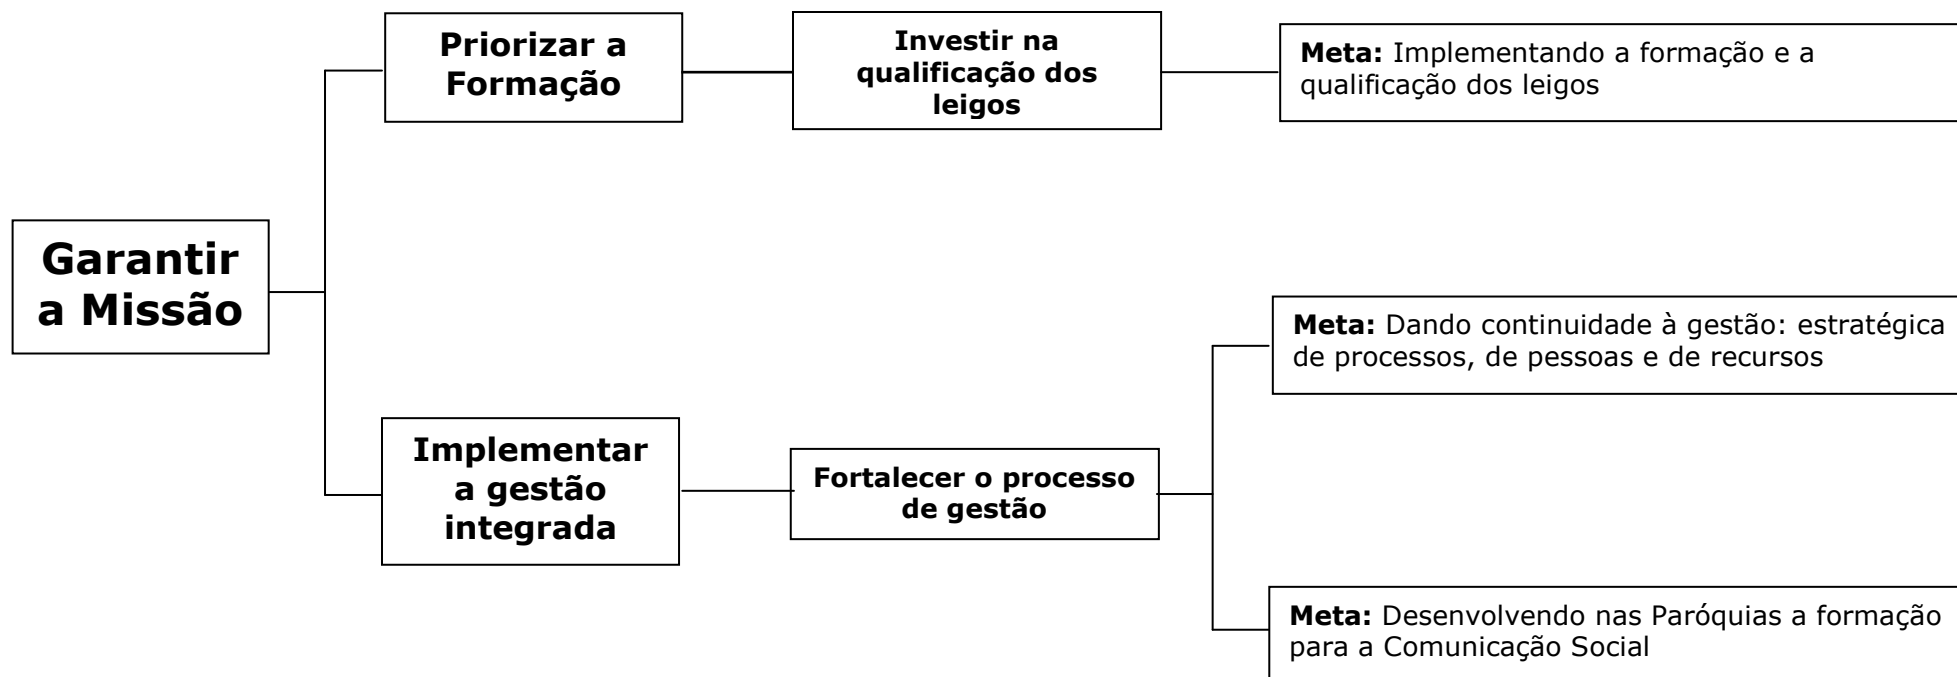 Priorizar a
Formação
Investir na
qualificação dos
leigos
Meta: Implementando a formação e a
qualificação dos leigos
Garantir
a Missão
Meta: Dando continuidade à gestão: estratégica
de processos, de pessoas e de recursos
Implementar
a gestão
integrada
Fortalecer o processo
de gestão
Meta: Desenvolvendo nas Paróquias a formação
para a Comunicação Social